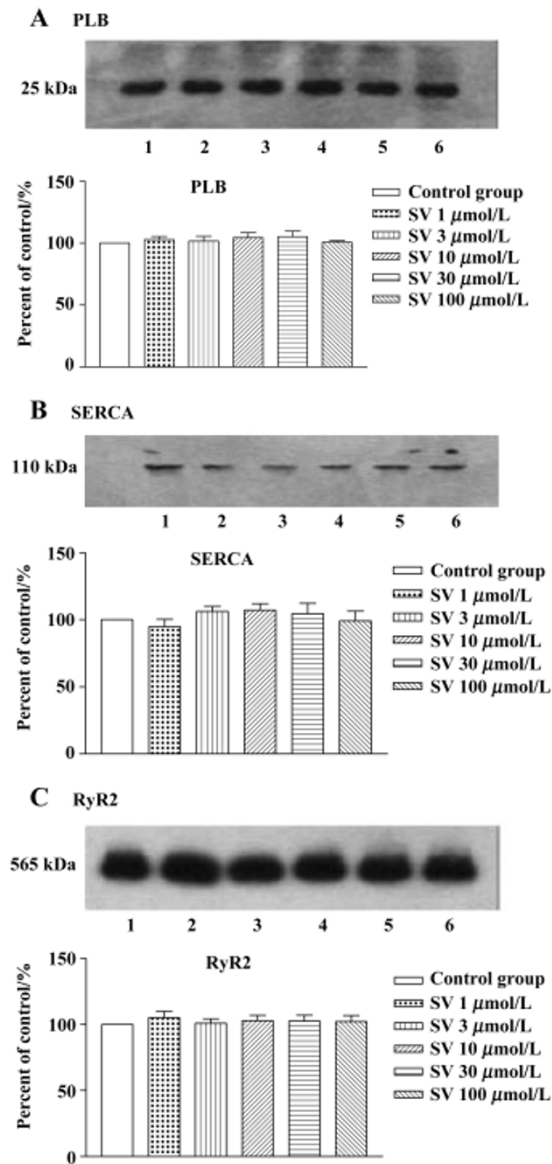 A PLB
25 kDa
1 2 3 4 5 6
PLB
Percent of control/%
150
100
50
0
Control group
SV 1 μmol/L
SV 3 μmol/L
SV 10 μmol/L
SV 30 μmol/L
SV 100 μmol/L
B SERCA
110 kDa
1 2 3 4 5 6
SERCA
Percent of control/%
150
100
50
0
Control group
SV 1 μmol/L
SV 3 μmol/L
SV 10 μmol/L
SV 30 μmol/L
SV 100 μmol/L
C RyR2
565 kDa
1 2 3 4 5 6
RyR2
Percent of control/%
150
100
50
0
Control group
SV 1 μmol/L
SV 3 μmol/L
SV 10 μmol/L
SV 30 μmol/L
SV 100 μmol/L